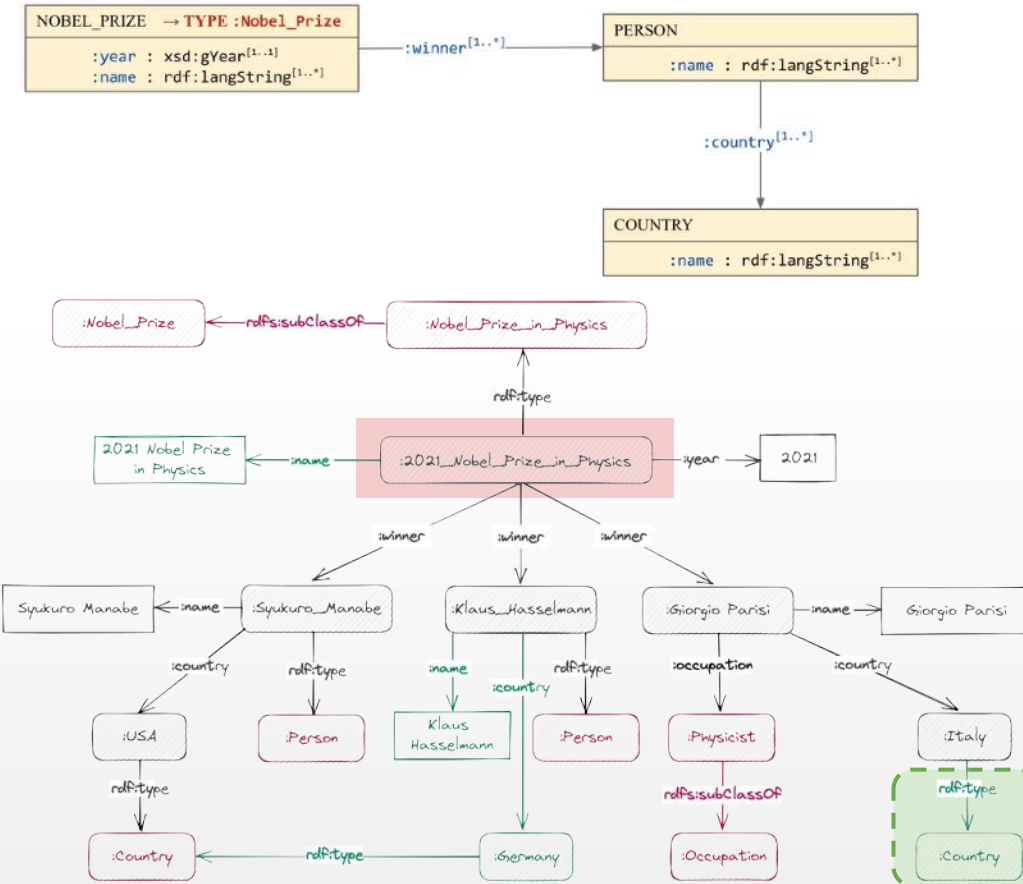 NOBEL_PRIZE → TYPE :Nobel_Prize
:year : xsd:gYear[1..1]
:name : rdf:langString[1..*]
:winner[1..*]
PERSON
:name : rdf:langString[1..*]
:country[1..*]
COUNTRY
:name : rdf:langString[1..*]
:Nobel_Prize
rdfs:subClassOf
:Nobel_Prize_in_Physics
rdf:type
2021 Nobel Prize
in Physics
:name
:2021_Nobel_Prize_in_Physics
:year
2021
:winner
:winner
:winner
Syukuro Manabe
:name
:Syukuro_Manabe
:Klaus_Hasselmann
:Giorgio Parisi
:name
Giorgio Parisi
:country
rdf:type
:name
:country
rdf:type
:occupation
:country
:USA
:Person
Klaus
Hasselmann
:Person
:Physicist
:Italy
rdf:type
rdfs:subClassOf
rdf:type
:Country
rdf:type
:Germany
:Occupation
:Country